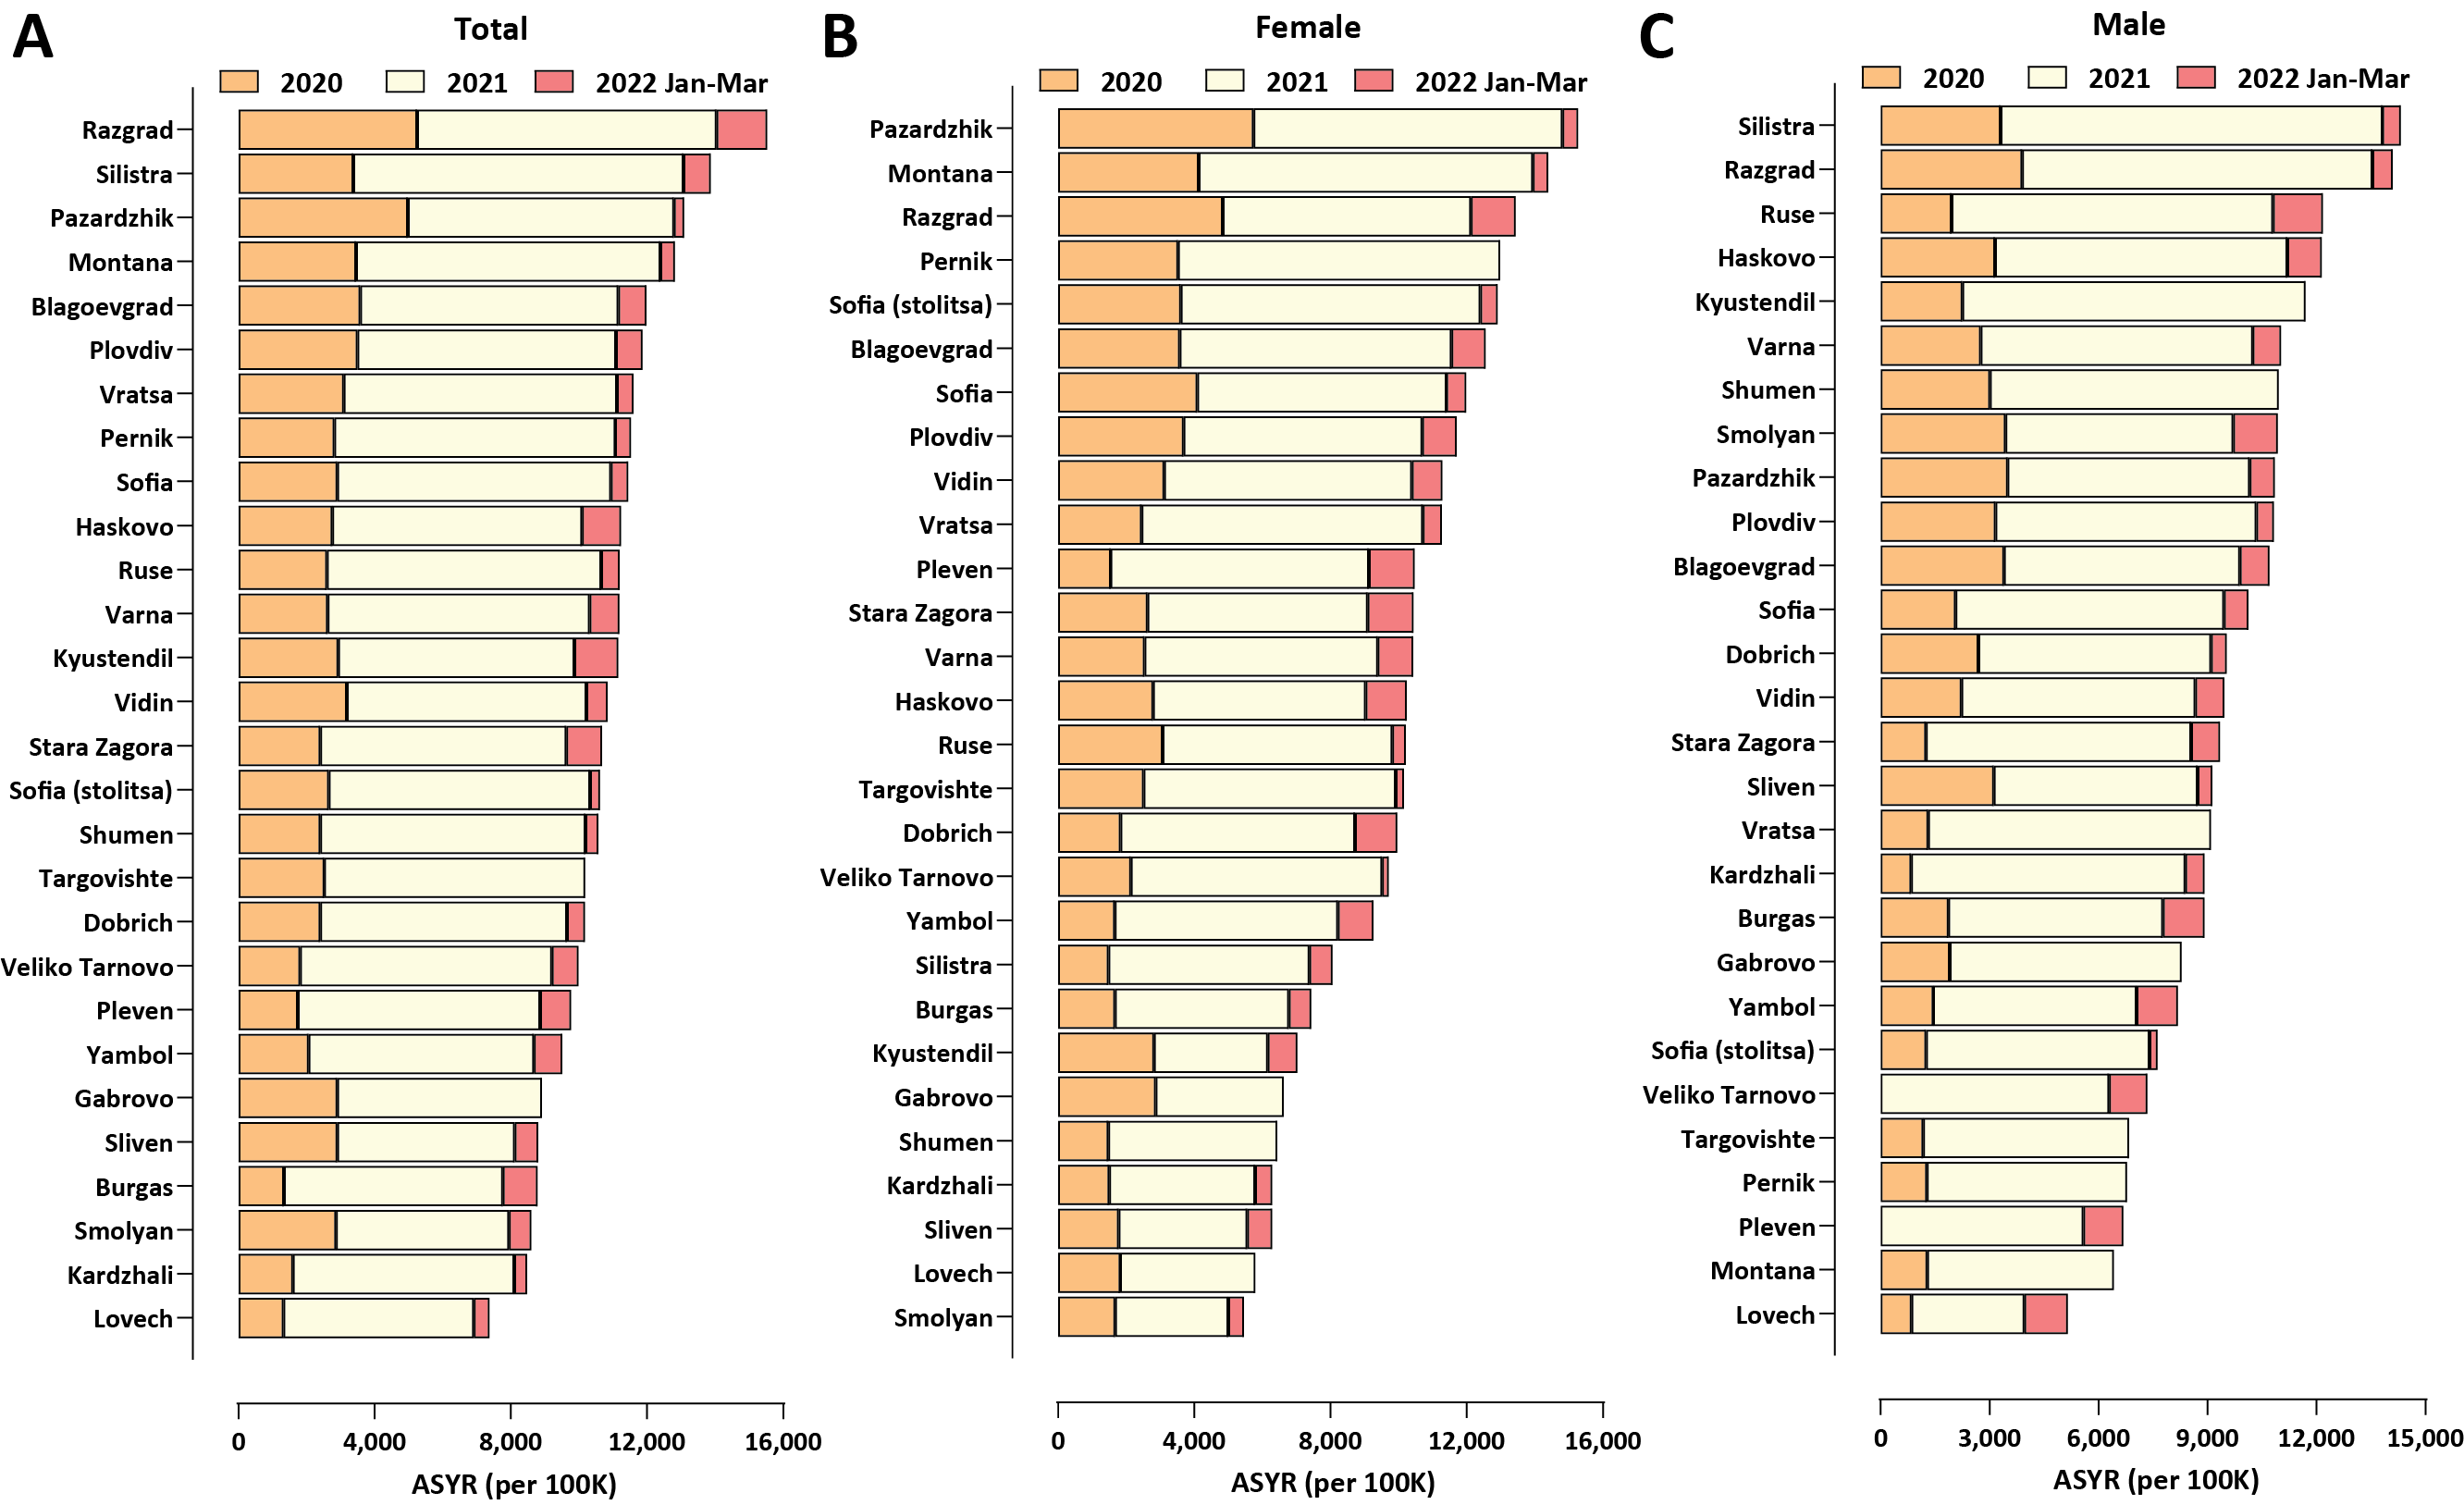 A
Total
2020 2021 2022 Jan-Mar
Razgrad
Silistra
Pazardzhik
Montana
Blagoevgrad
Plovdiv
Vratsa
Pernik
Sofia
Haskovo
Ruse
Varna
Kyustendil
Vidin
Stara Zagora
Sofia (stolitsa)
Shumen
Targovishte
Dobrich
Veliko Tarnovo
Pleven
Yambol
Gabrovo
Sliven
Burgas
Smolyan
Kardzhali
Lovech
0 4,000 8,000 12,000 16,000
ASYR (per 100K)
B
Female
2020 2021 2022 Jan-Mar
Pazardzhik
Montana
Razgrad
Pernik
Sofia (stolitsa)
Blagoevgrad
Sofia
Plovdiv
Vidin
Vratsa
Pleven
Stara Zagora
Varna
Haskovo
Ruse
Targovishte
Dobrich
Veliko Tarnovo
Yambol
Silistra
Burgas
Kyustendil
Gabrovo
Shumen
Kardzhali
Sliven
Lovech
Smolyan
0 4,000 8,000 12,000 16,000
ASYR (per 100K)
C
Male
2020 2021 2022 Jan-Mar
Silistra
Razgrad
Ruse
Haskovo
Kyustendil
Varna
Shumen
Smolyan
Pazardzhik
Plovdiv
Blagoevgrad
Sofia
Dobrich
Vidin
Stara Zagora
Sliven
Vratsa
Kardzhali
Burgas
Gabrovo
Yambol
Sofia (stolitsa)
Veliko Tarnovo
Targovishte
Pernik
Pleven
Montana
Lovech
0 3,000 6,000 9,000 12,000 15,000
ASYR (per 100K)